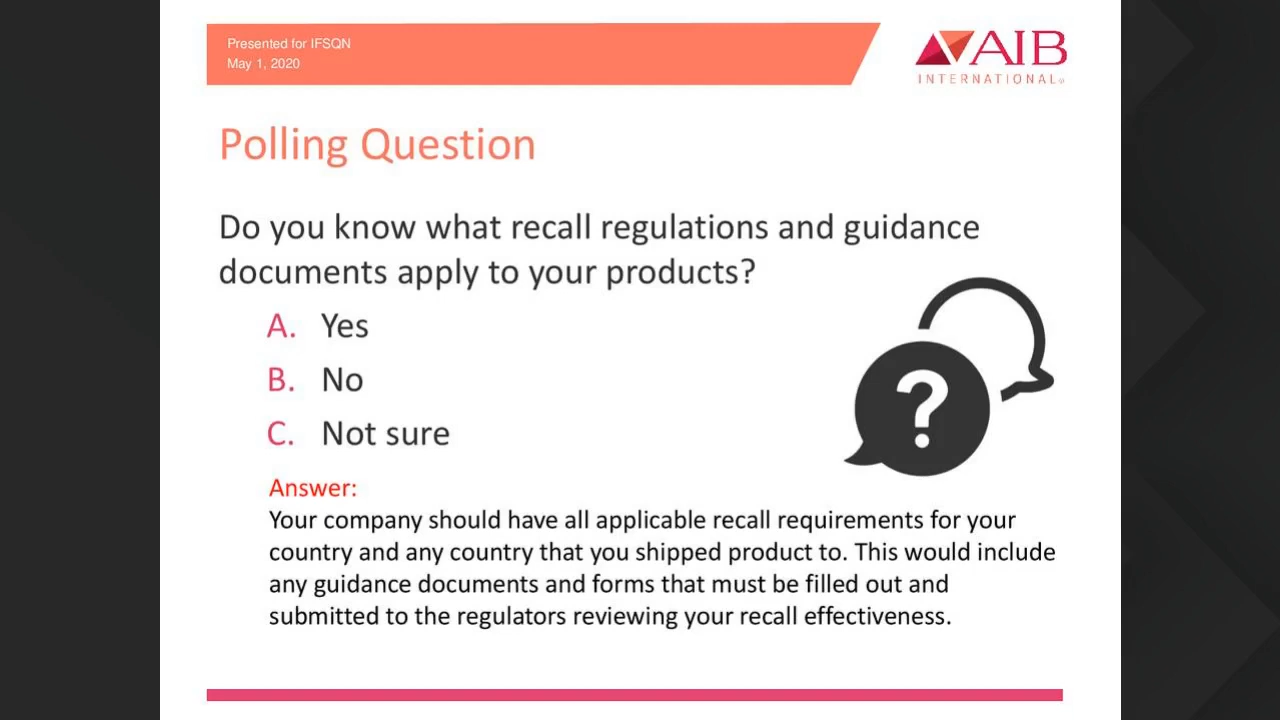 Presented for IFSQN
May 1, 2020
AIB
INTERNATIONAL®
Polling Question
Do you know what recall regulations and guidance
documents apply to your products?
A. Yes
B. No
C. Not sure
?
Answer:
Your company should have all applicable recall requirements for your
country and any country that you shipped product to. This would include
any guidance documents and forms that must be filled out and
submitted to the regulators reviewing your recall effectiveness.